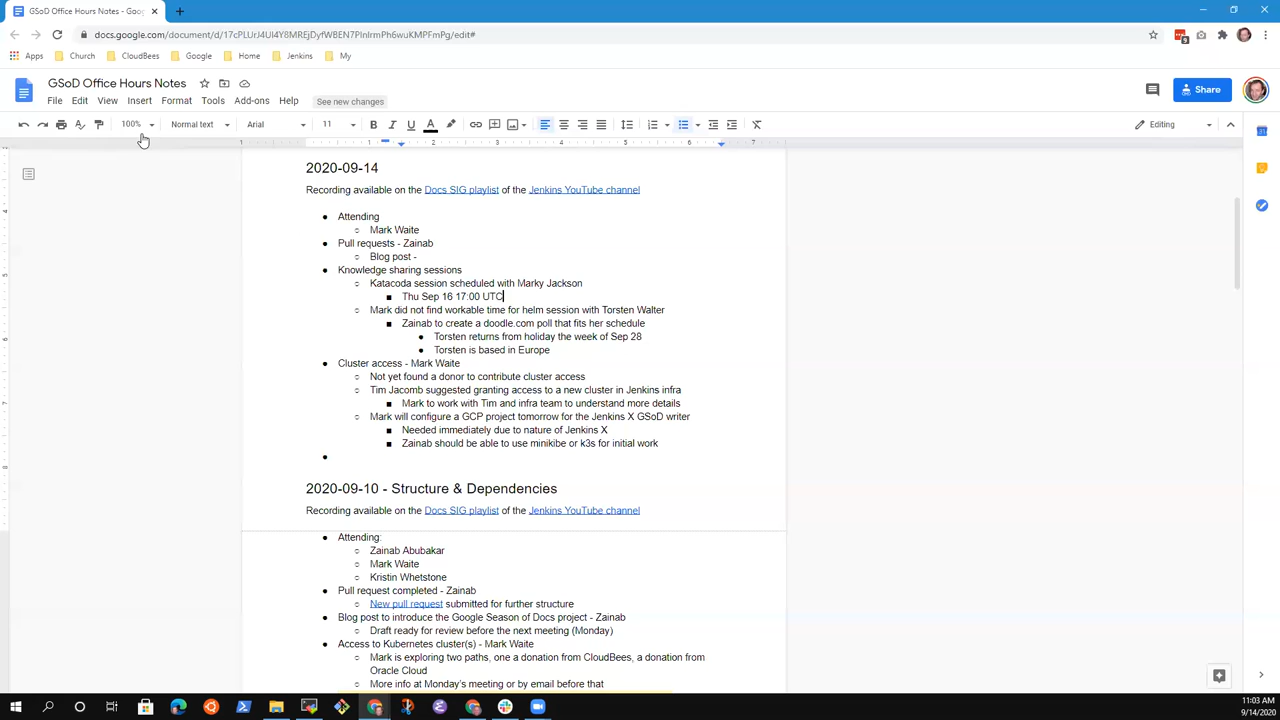 GSoD Office Hours Notes - Goog
docs.google.com/document/d/17cPLUrJ4Ul4Y8MREjDyfWBEN7PInlrmPh6wuKMPFmPg/edit#
Apps Church CloudBees Google Home Jenkins My
GSoD Office Hours Notes
File Edit View Insert Format Tools Add-ons Help See new changes
Share
100% Normal text Arial 11 Editing
2020-09-14
Recording available on the Docs SIG playlist of the Jenkins YouTube channel
Attending
Mark Waite
Pull requests - Zainab
Blog post -
Knowledge sharing sessions
Katacoda session scheduled with Marky Jackson
Thu Sep 16 17:00 UTC
Mark did not find workable time for helm session with Torsten Walter
Zainab to create a doodle.com poll that fits her schedule
Torsten returns from holiday the week of Sep 28
Torsten is based in Europe
Cluster access - Mark Waite
Not yet found a donor to contribute cluster access
Tim Jacomb suggested granting access to a new cluster in Jenkins infra
Mark to work with Tim and infra team to understand more details
Mark will configure a GCP project tomorrow for the Jenkins X GSoD writer
Needed immediately due to nature of Jenkins X
Zainab should be able to use minikibe or k3s for initial work
2020-09-10 - Structure & Dependencies
Recording available on the Docs SIG playlist of the Jenkins YouTube channel
Attending:
Zainab Abubakar
Mark Waite
Kristin Whetstone
Pull request completed - Zainab
New pull request submitted for further structure
Blog post to introduce the Google Season of Docs project - Zainab
Draft ready for review before the next meeting (Monday)
Access to Kubernetes cluster(s) - Mark Waite
Mark is exploring two paths, one a donation from CloudBees, a donation from
Oracle Cloud
More info at Monday's meeting or by email before that
11:03 AM
9/14/2020